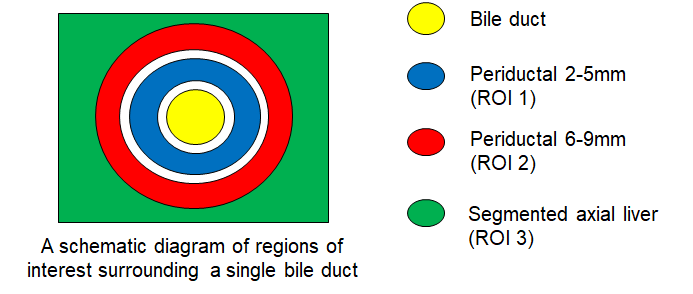 Bile duct
Periductal 2-5mm
(ROI 1)
Periductal 6-9mm
(ROI 2)
Segmented axial liver
(ROI 3)
A schematic diagram of regions of
interest surrounding a single bile duct